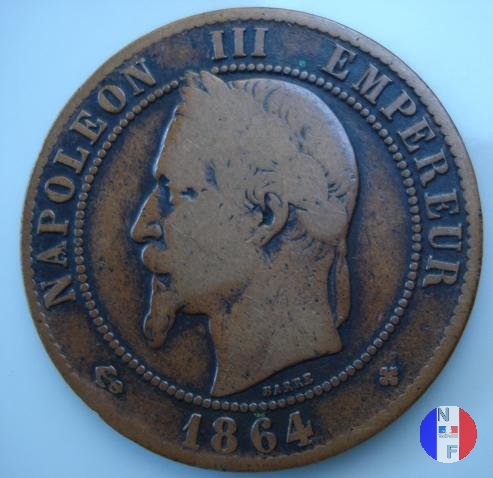 NAPOLEON III EMPEREUR
BARRE
1864
N
F